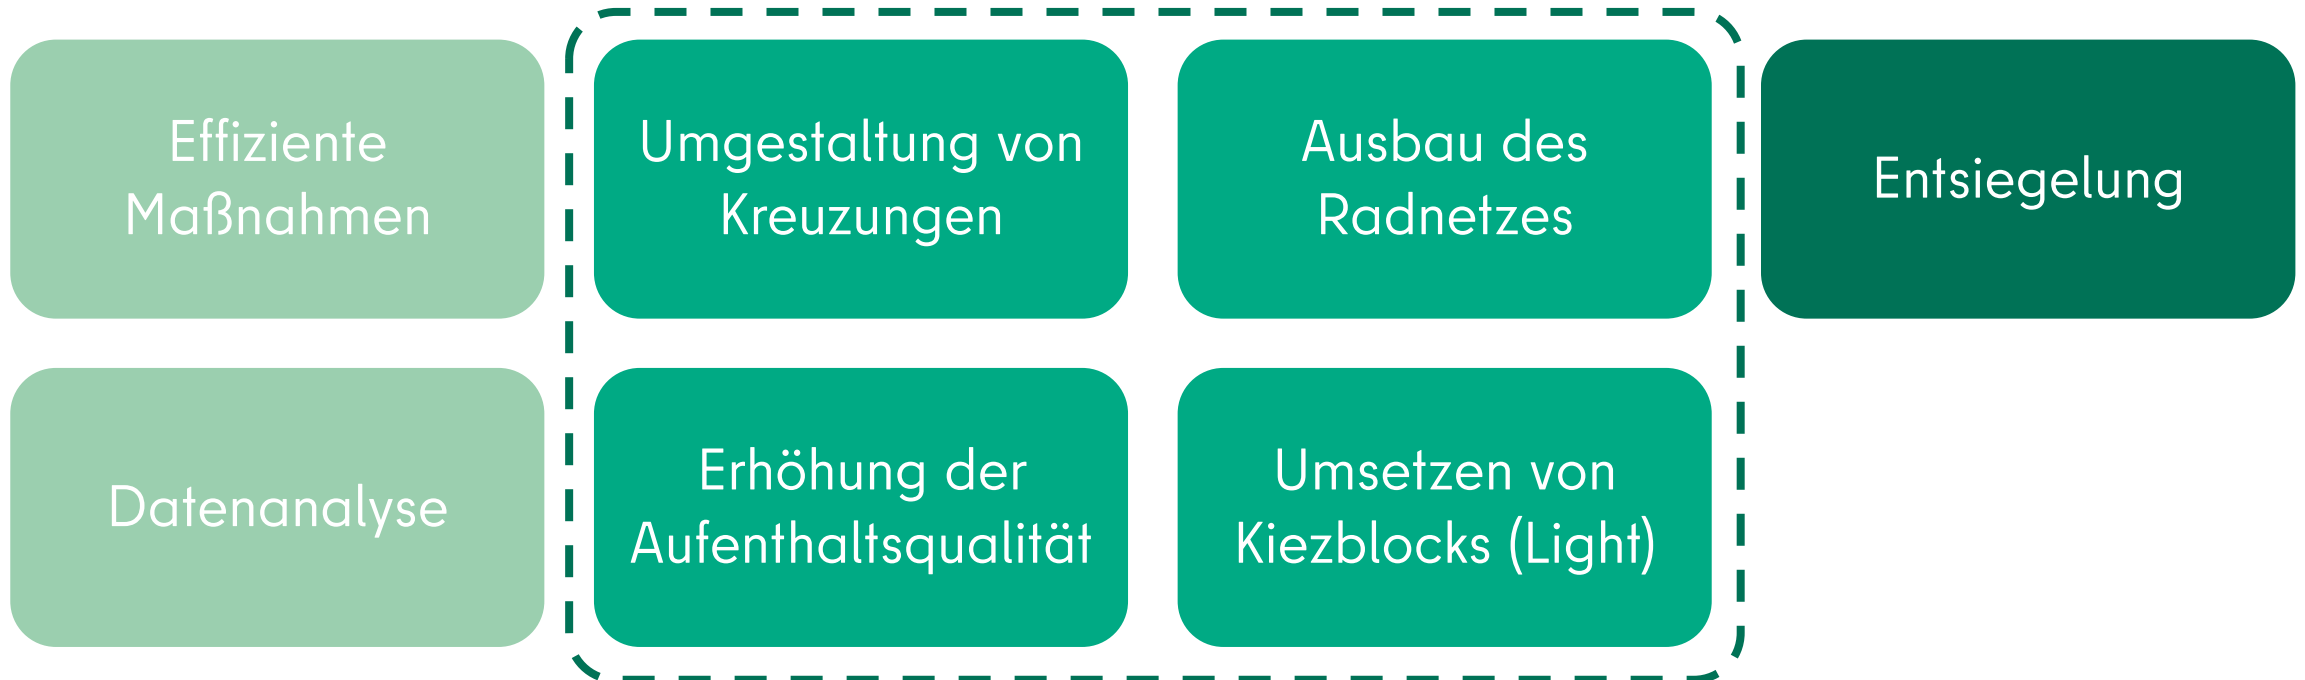 Effiziente
Maßnahmen
Umgestaltung von
Kreuzungen
Ausbau des
Radnetzes
Entsiegelung
Datenanalyse
Erhöhung der
Aufenthaltsqualität
Umsetzen von
Kiezblocks (Light)